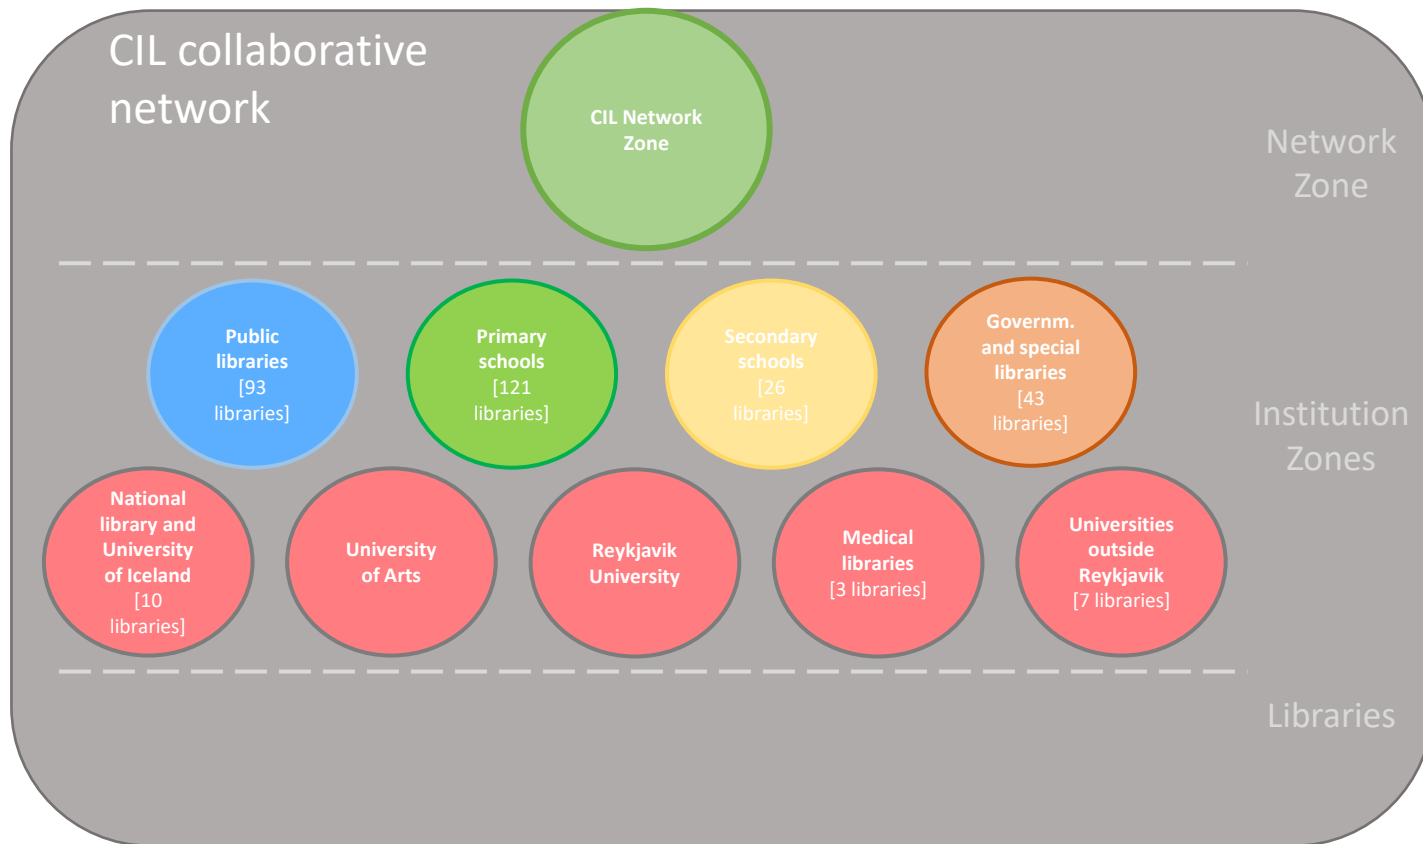 CIL collaborative
network
CIL Network
Zone
Network
Zone
Public
libraries
[93
libraries]
Primary
schools
[121
libraries]
Secondary
schools
[26
libraries]
Governm.
and special
libraries
[43
libraries]
Institution
Zones
National
library and
University
of Iceland
[10
libraries]
University
of Arts
Reykjavik
University
Medical
libraries
[3 libraries]
Universities
outside
Reykjavik
[7 libraries]
Libraries